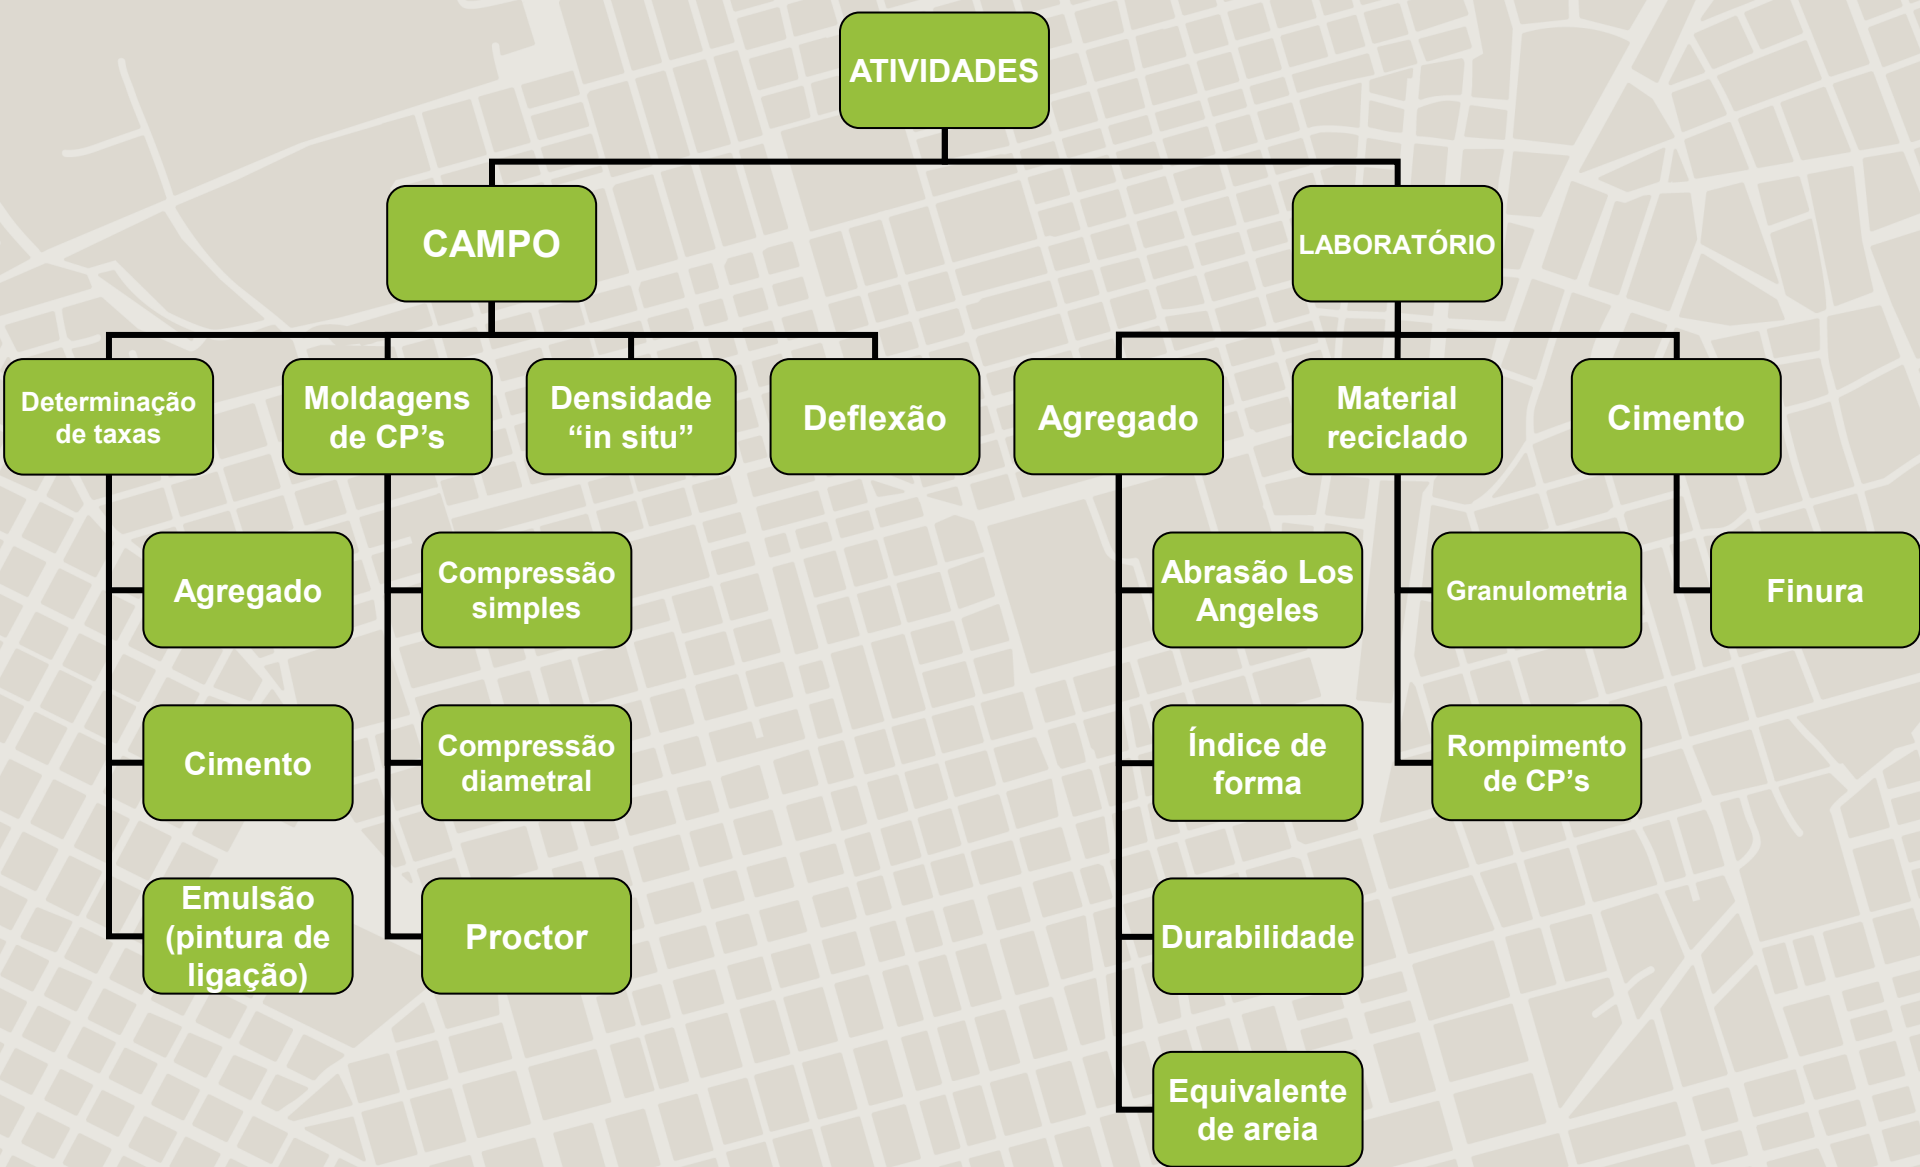 ATIVIDADES
CAMPO
LABORATÓRIO
Determinação
de taxas
Moldagens
de CP’s
Densidade
“in situ”
Deflexão
Agregado
Material
reciclado
Cimento
Agregado
Compressão
simples
Abrasão Los
Angeles
Granulometria
Finura
Cimento
Compressão
diametral
Índice de
forma
Rompimento
de CP’s
Emulsão
(pintura de
ligação)
Proctor
Durabilidade
Equivalente
de areia